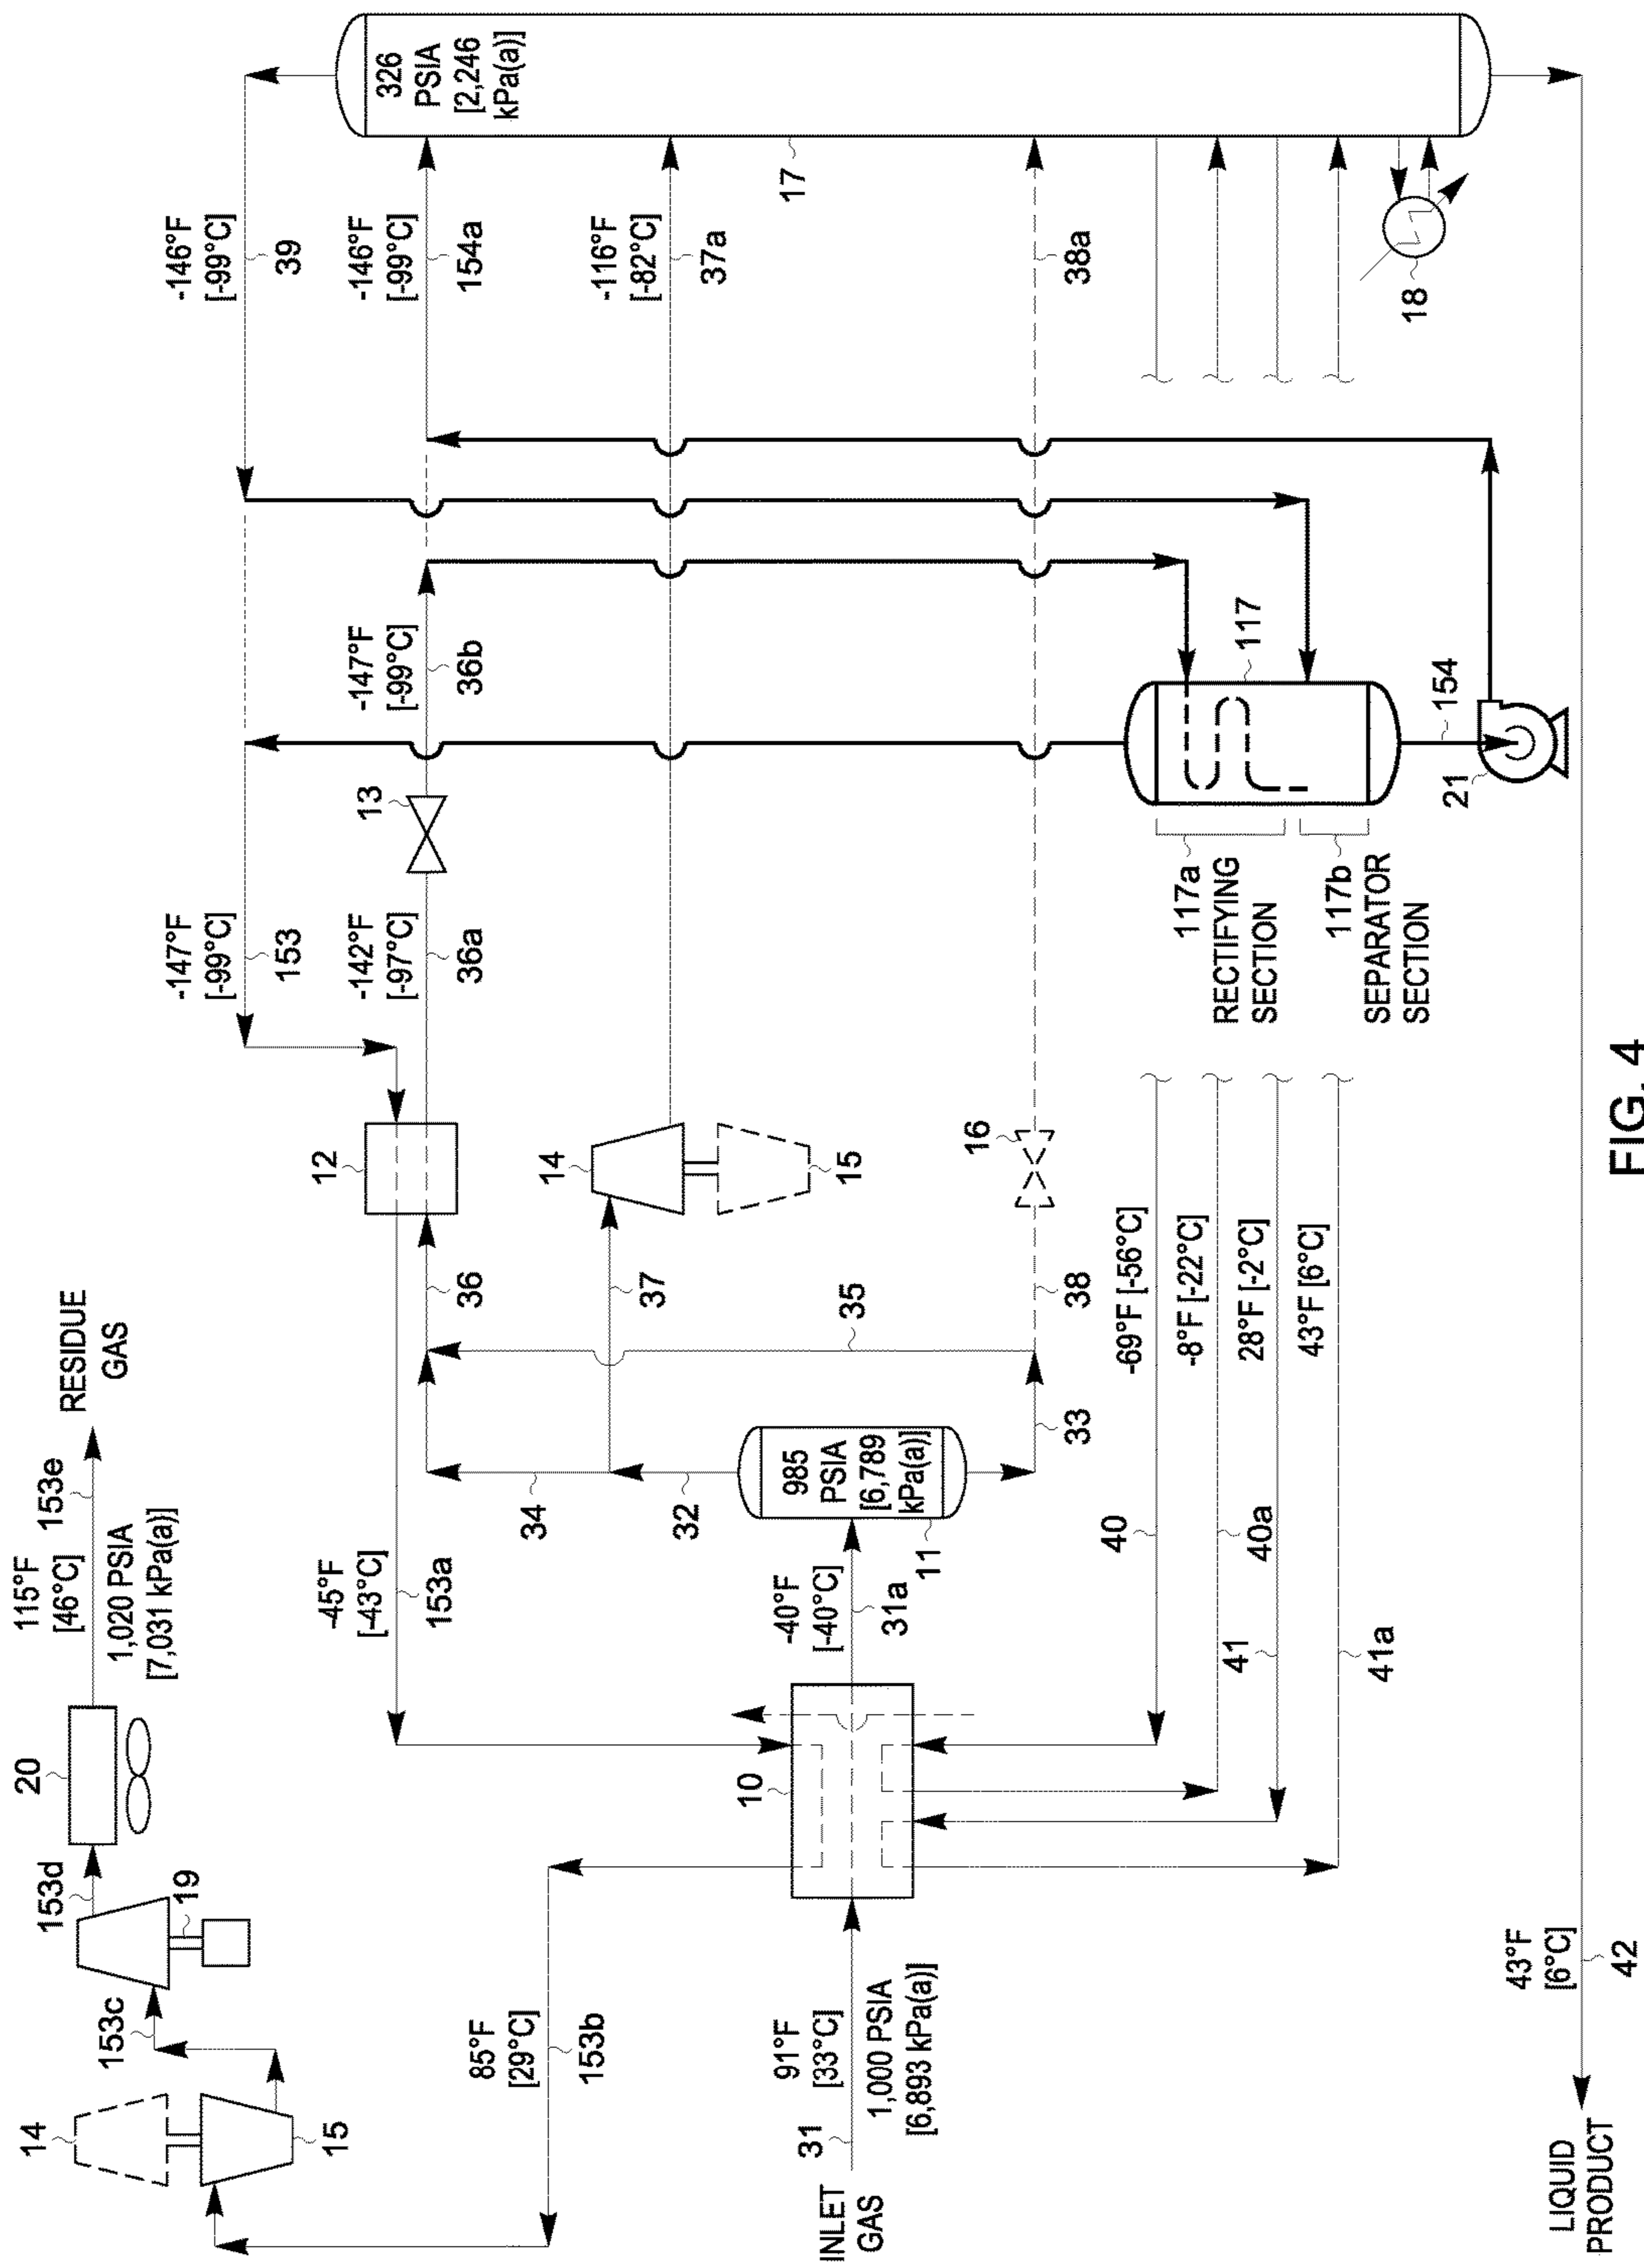 14
15
153c
153d
19
20
115°F
[46°C]
153e
1,020 PSIA
[7,031 kPa(a)]
RESIDUE
GAS
-147°F
[-99°C]
153
-146°F
[-99°C]
39
-45°F
[-43°C]
153a
12
36
-142°F
[-97°C]
36a
13
-147°F
[-99°C]
36b
-146°F
[-99°C]
154a
326
PSIA
[2,246
kPa(a)]
85°F
[29°C]
153b
34
32
37
14
15
35
-116°F
[-82°C]
37a
17
INLET
GAS
31
91°F
[33°C]
1,000 PSIA
[6,893 kPa(a)]
10
-40°F
[-40°C]
31a
985
PSIA
[6,789
kPa(a)]
11
33
38
16
38a
40
-69°F [-56°C]
40a
-8°F [-22°C]
41
28°F [-2°C]
41a
43°F [6°C]
117a
RECTIFYING
SECTION
117b
SEPARATOR
SECTION
117
154
21
18
LIQUID
PRODUCT
43°F
[6°C]
42
FIG. 4